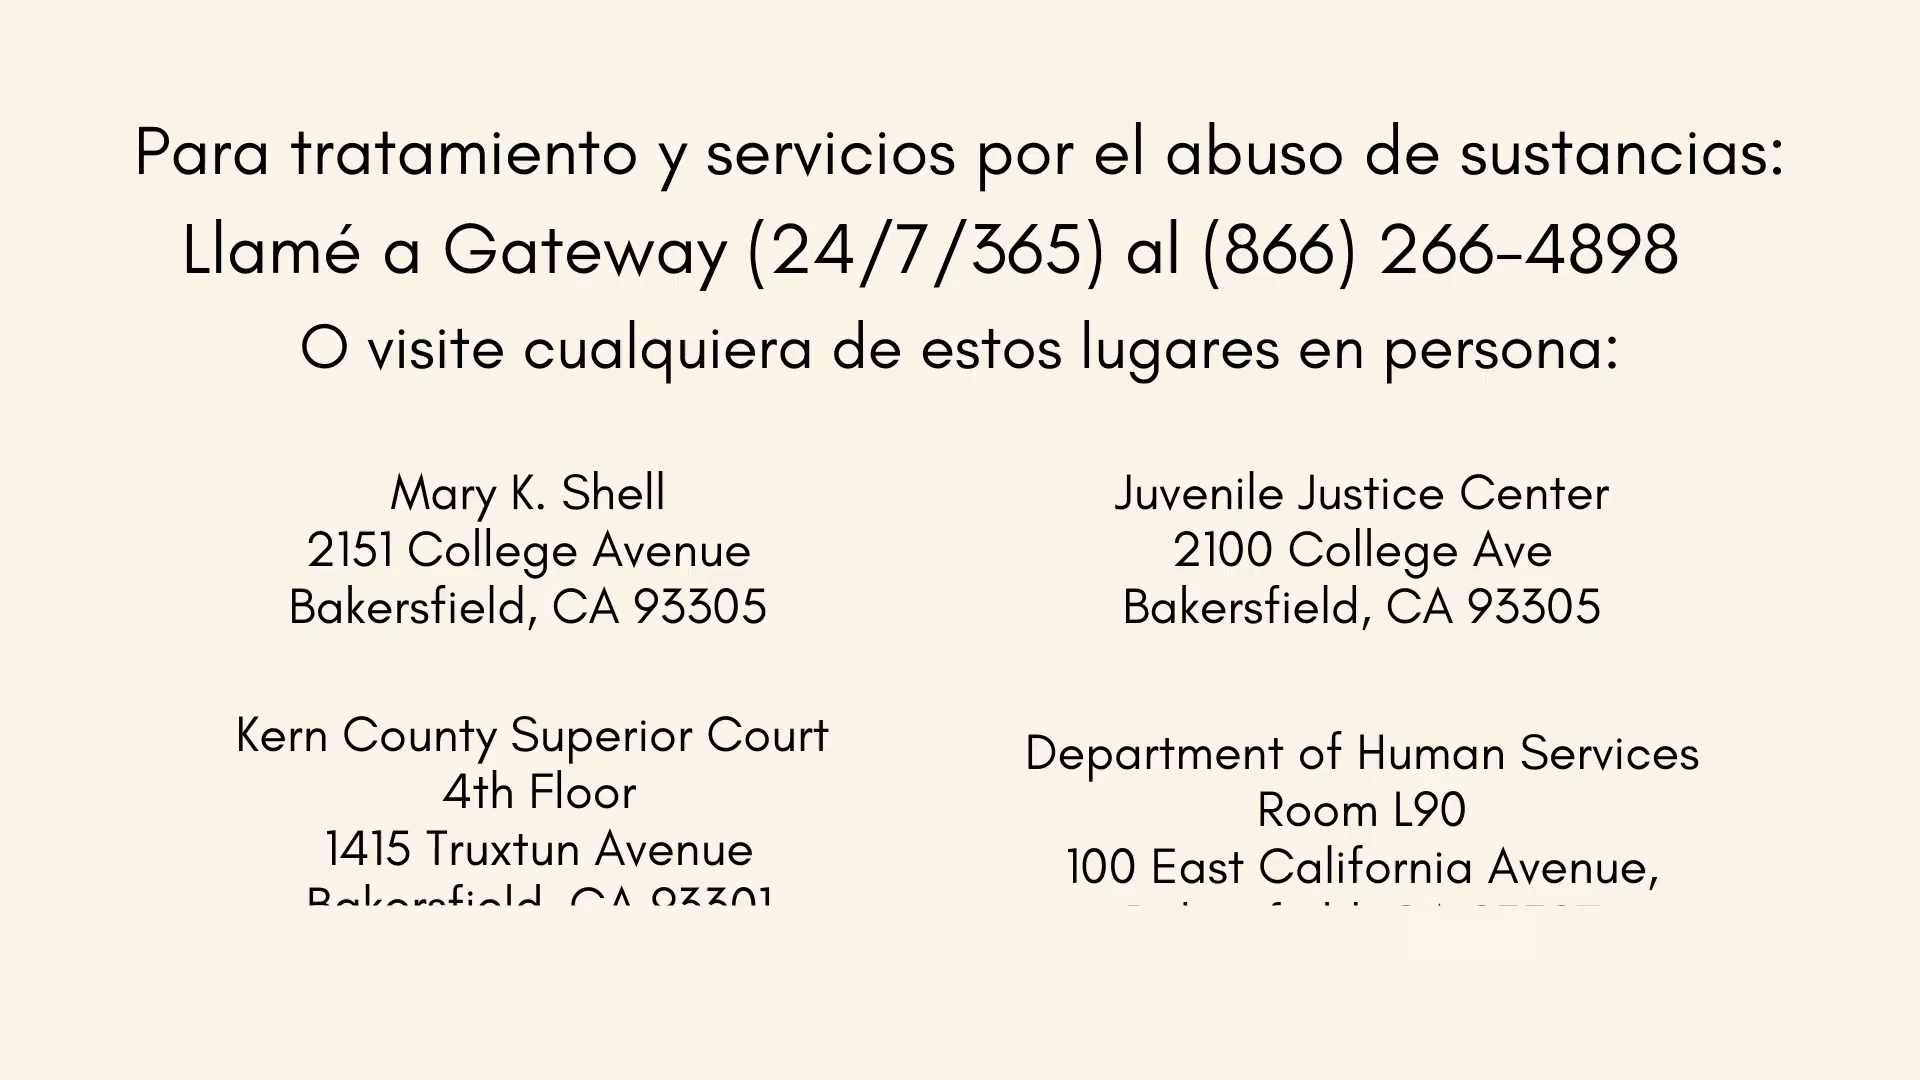 Para tratamiento y servicios por el abuso de sustancias:
Llamé a Gateway (24/7/365) al (866) 266-4898
O visite cualquiera de estos lugares en persona:
Mary K. Shell
2151 College Avenue
Bakersfield, CA 93305
Juvenile Justice Center
2100 College Ave
Bakersfield, CA 93305
Kern County Superior Court
4th Floor
1415 Truxtun Avenue
Bakersfield, CA 93301
Department of Human Services
Room L90
100 East California Avenue,